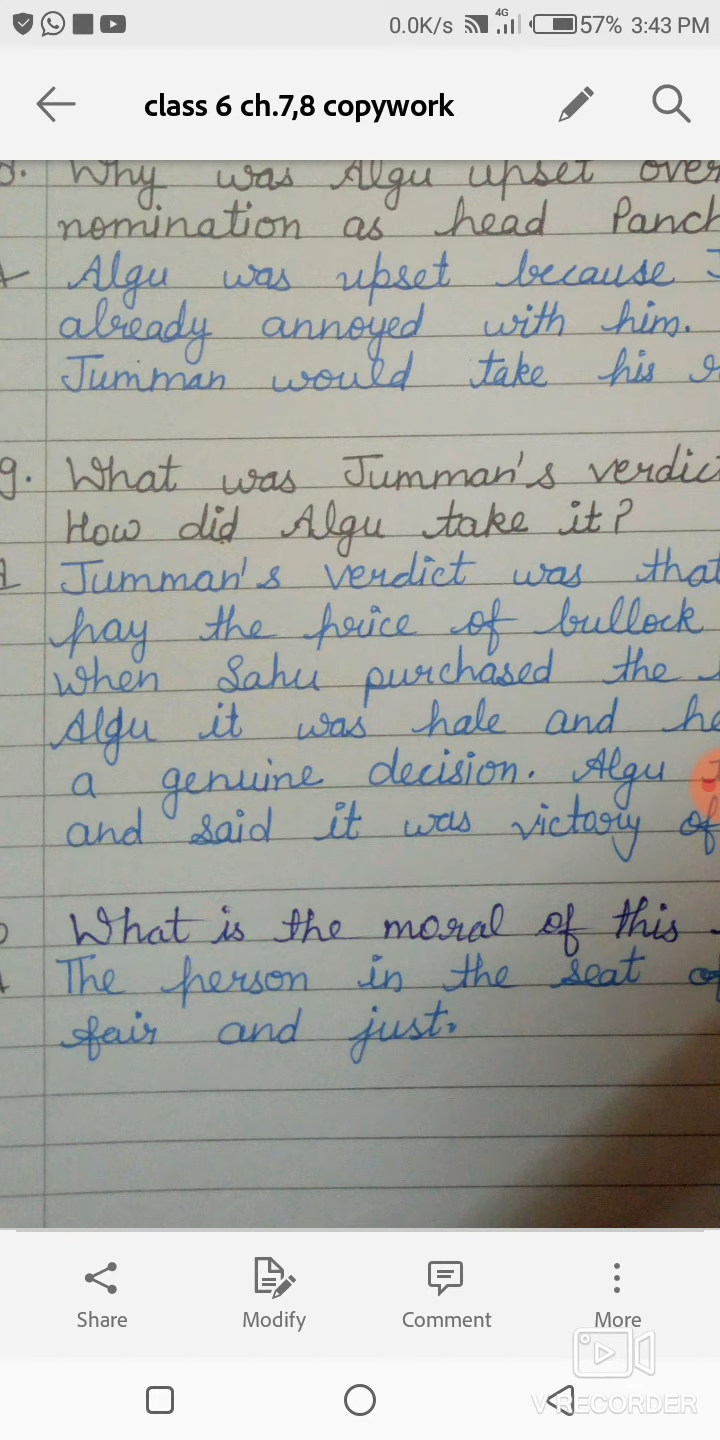 0.0K/s 4G 57% 3:43 PM
class 6 ch.7,8 copywork
Why was Algu upset over
nomination as head Panch
Algu was upset because
already annoyed with him.
Jumman would take his
g. What was Jumman's verdict
How did Algu take it?
Jumman's verdict was that
pay the price of bullock
when Sahu purchased the
Algu it was hale and he
a genuine decision. Algu
and said it was victory of
What is the moral of this
The person in the seat of
fair and just.
Share Modify Comment More
V RECORDER